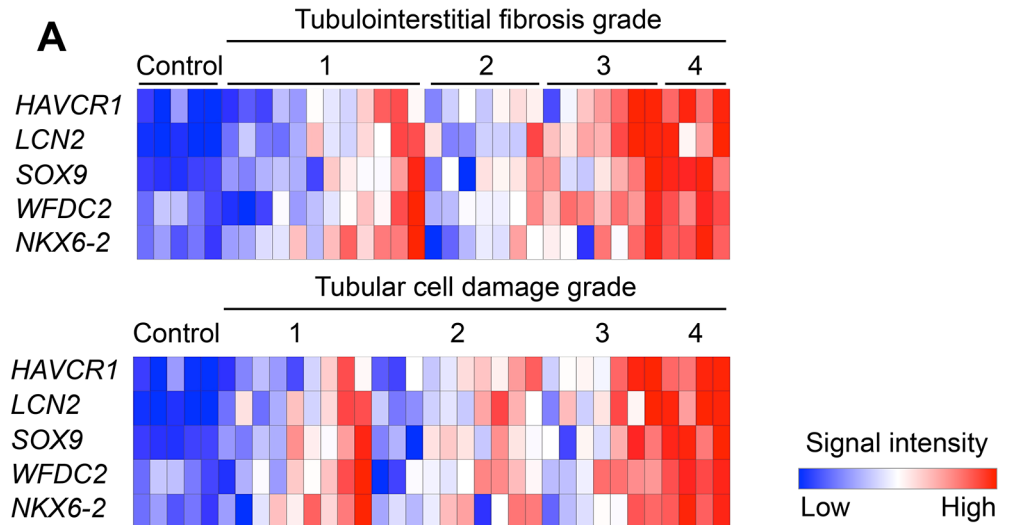 A
Tubulointerstitial fibrosis grade
Control 1 2 3 4
HAVCR1
LCN2
SOX9
WFDC2
NKX6-2
Tubular cell damage grade
Control 1 2 3 4
HAVCR1
LCN2
SOX9
WFDC2
NKX6-2
Signal intensity
Low High